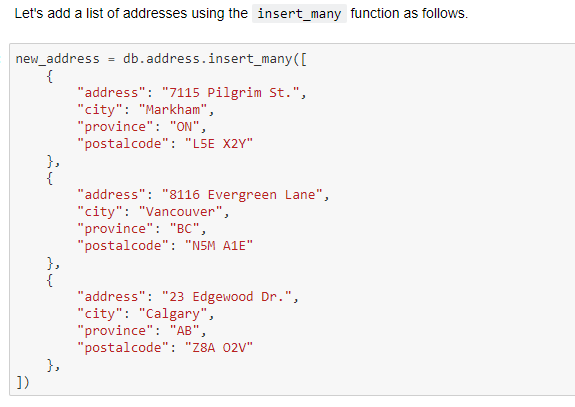 Let's add a list of addresses using the insert_many function as follows.
new_address = db.address.insert_many([
    {
        "address": "7115 Pilgrim St.",
        "city": "Markham",
        "province": "ON",
        "postalcode": "L5E X2Y"
    },
    {
        "address": "8116 Evergreen Lane",
        "city": "Vancouver",
        "province": "BC",
        "postalcode": "N5M A1E"
    },
    {
        "address": "23 Edgewood Dr.",
        "city": "Calgary",
        "province": "AB",
        "postalcode": "Z8A O2V"
    },
])